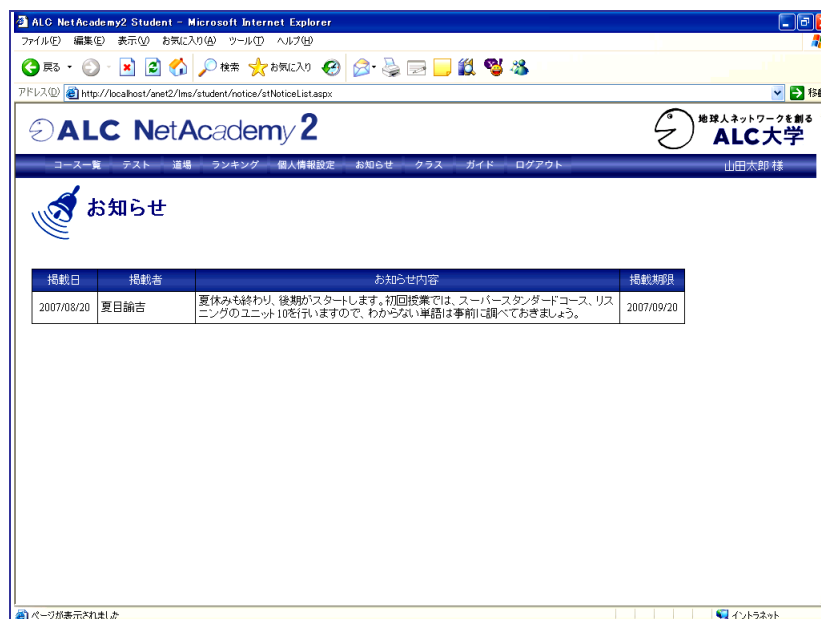 ALC NetAcademy2 Student - Microsoft Internet Explorer
ファイル(F) 編集(E) 表示(V) お気に入り(A) ツール(T) ヘルプ(H)
戻る 検索 お気に入り
アドレス(D) http://localhost/anet2/lms/student/notice/stNoticeList.aspx 移動
ALC NetAcademy 2
地球人ネットワークを創る
ALC大学
コース一覧 テスト 道場 ランキング 個人情報設定 お知らせ クラス ガイド ログアウト 山田太郎 様
お知らせ
掲載日 掲載者 お知らせ内容 掲載期限
2007/08/20 夏目諭吉 夏休みも終わり、後期がスタートします。初回授業では、スーパースタンダードコース、リス
ニングのユニット10を行いますので、わからない単語は事前に調べておきましょう。 2007/09/20
ページが表示されました イントラネット